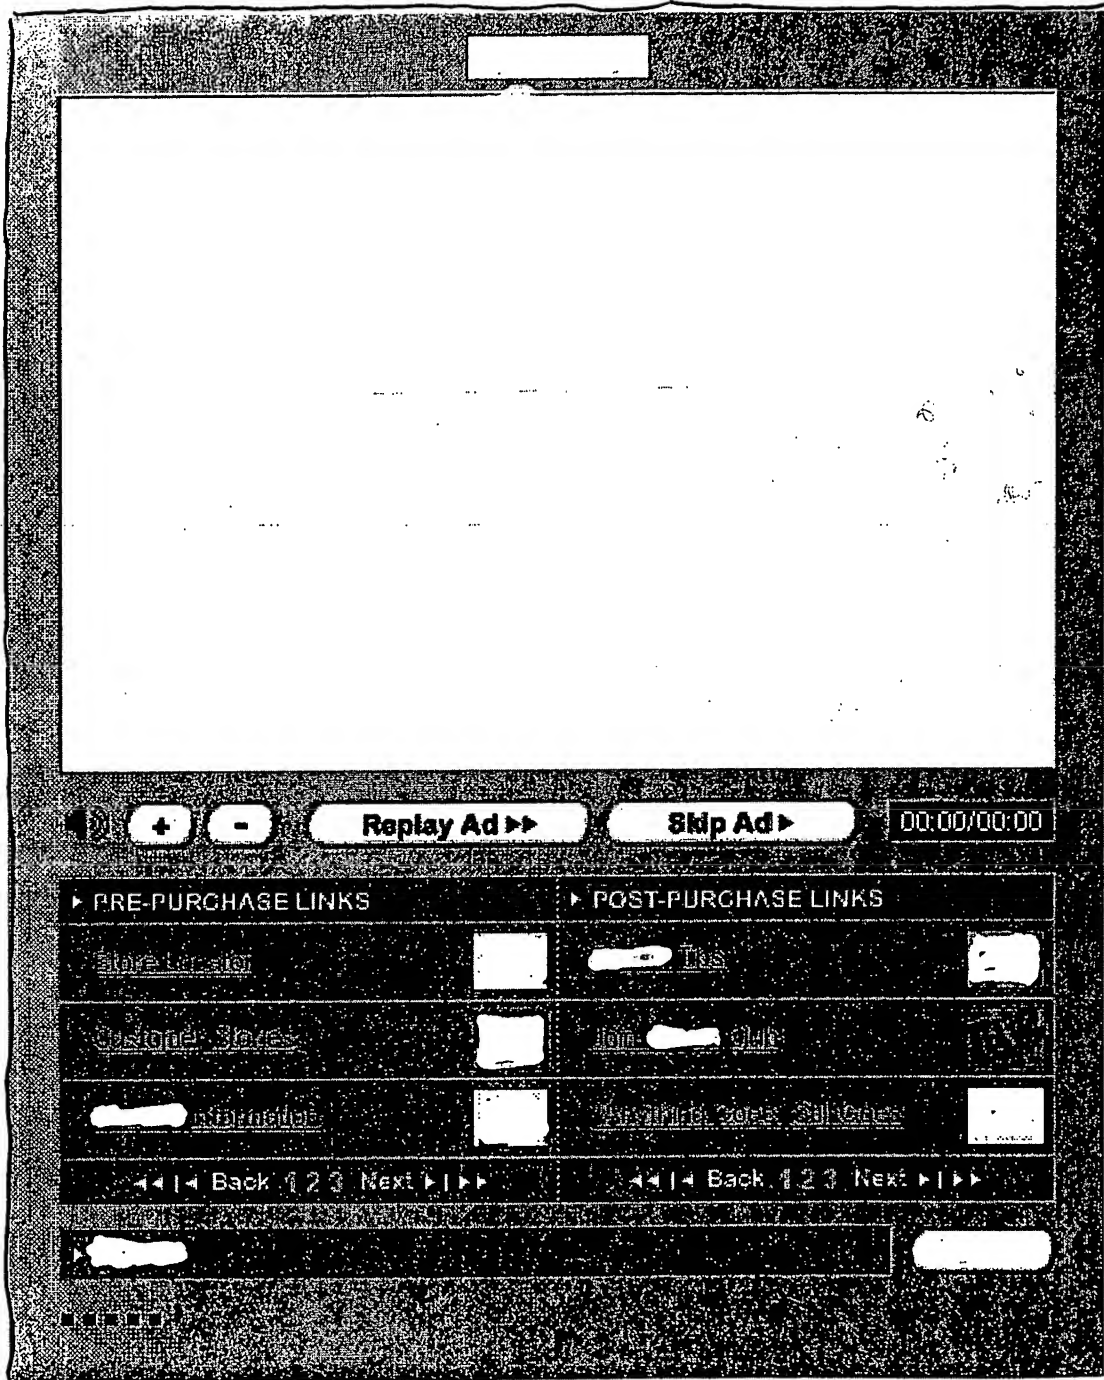 + - Replay Ad ▶▶ Skip Ad ▶ 00:00/00:00
▶ PRE-PURCHASE LINKS ▶ POST-PURCHASE LINKS
Store Locator Tips
Customer Stories Join Club
Information
◀◀ | ◀ Back 1 2 3 Next ▶ | ▶▶ ◀◀ | ◀ Back 1 2 3 Next ▶ | ▶▶